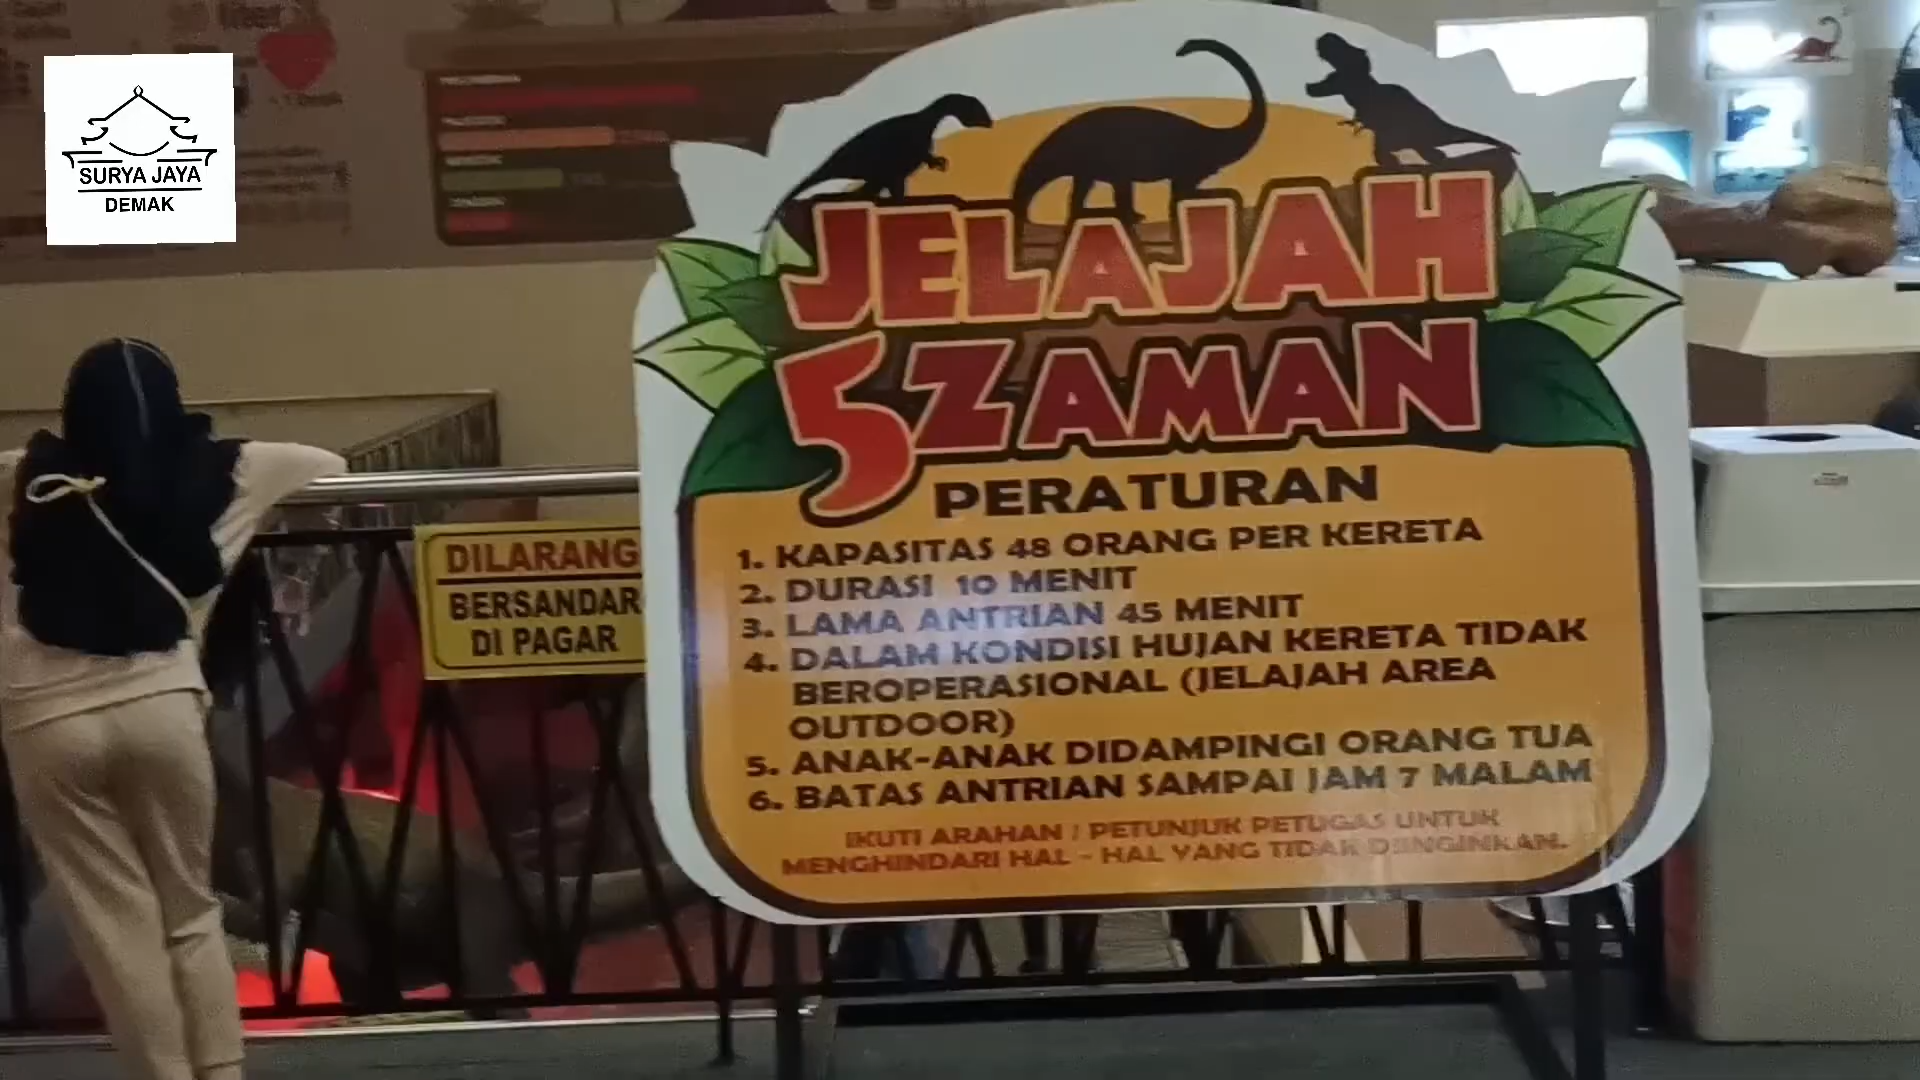 SURYA JAYA
DEMAK
JELAJAH
5 ZAMAN
PERATURAN
1. KAPASITAS 48 ORANG PER KERETA
2. DURASI 10 MENIT
3. LAMA ANTRIAN 45 MENIT
4. DALAM KONDISI HUJAN KERETA TIDAK
BEROPERASIONAL (JELAJAH AREA
OUTDOOR)
5. ANAK-ANAK DIDAMPINGI ORANG TUA
6. BATAS ANTRIAN SAMPAI JAM 7 MALAM
IKUTI ARAHAN / PETUNJUK PETUGAS UNTUK
MENGHINDARI HAL - HAL YANG TIDAK DIINGINKAN.
DILARANG
BERSANDAR
DI PAGAR